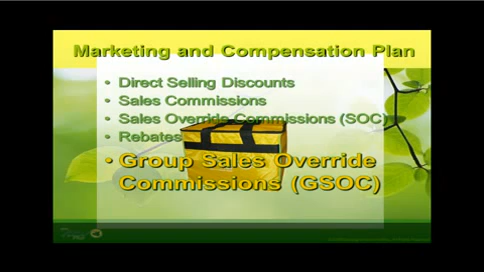 Marketing and Compensation Plan
• Direct Selling Discounts
• Sales Commissions
• Sales Override Commissions (SOC)
• Rebates
• Group Sales Override
Commissions (GSOC)